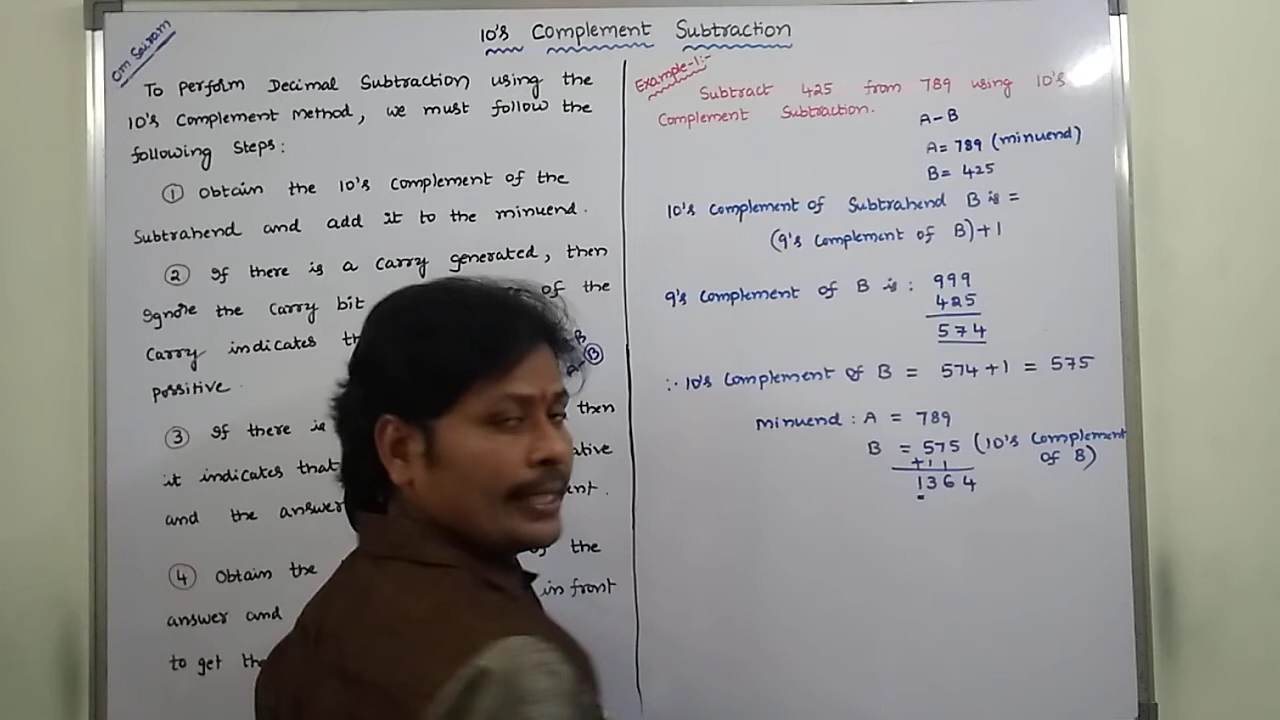 Om Sairam
10's Complement Subtraction
To perform Decimal Subtraction using the
10's Complement Method, we must follow the
following Steps:
① Obtain the 10's complement of the
Subtrahend and add it to the minuend.
② If there is a carry generated, then
Ignore the carry bit of the
Carry indicates
positive.
③ If there is then
it indicates that
and the answer
④ Obtain the the
answer and in front
to get
Example-1:-
Subtract 425 from 789 using 10's
Complement Subtraction.
A-B
A= 789 (minuend)
B= 425
10's complement of Subtrahend B is =
(9's complement of B)+1
9's complement of B is : 999
425
574
∴ 10's Complement of B = 574+1 = 575
minuend : A = 789
B = 575 (10's Complement
of B)
+11
1364